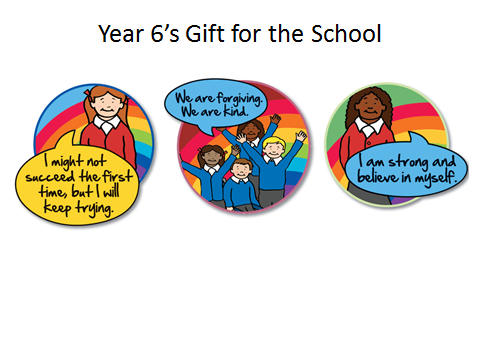 Year 6's Gift for the School
I might not
succeed the first
time, but I will
keep trying.
We are forgiving.
We are kind.
I am strong and
believe in myself.